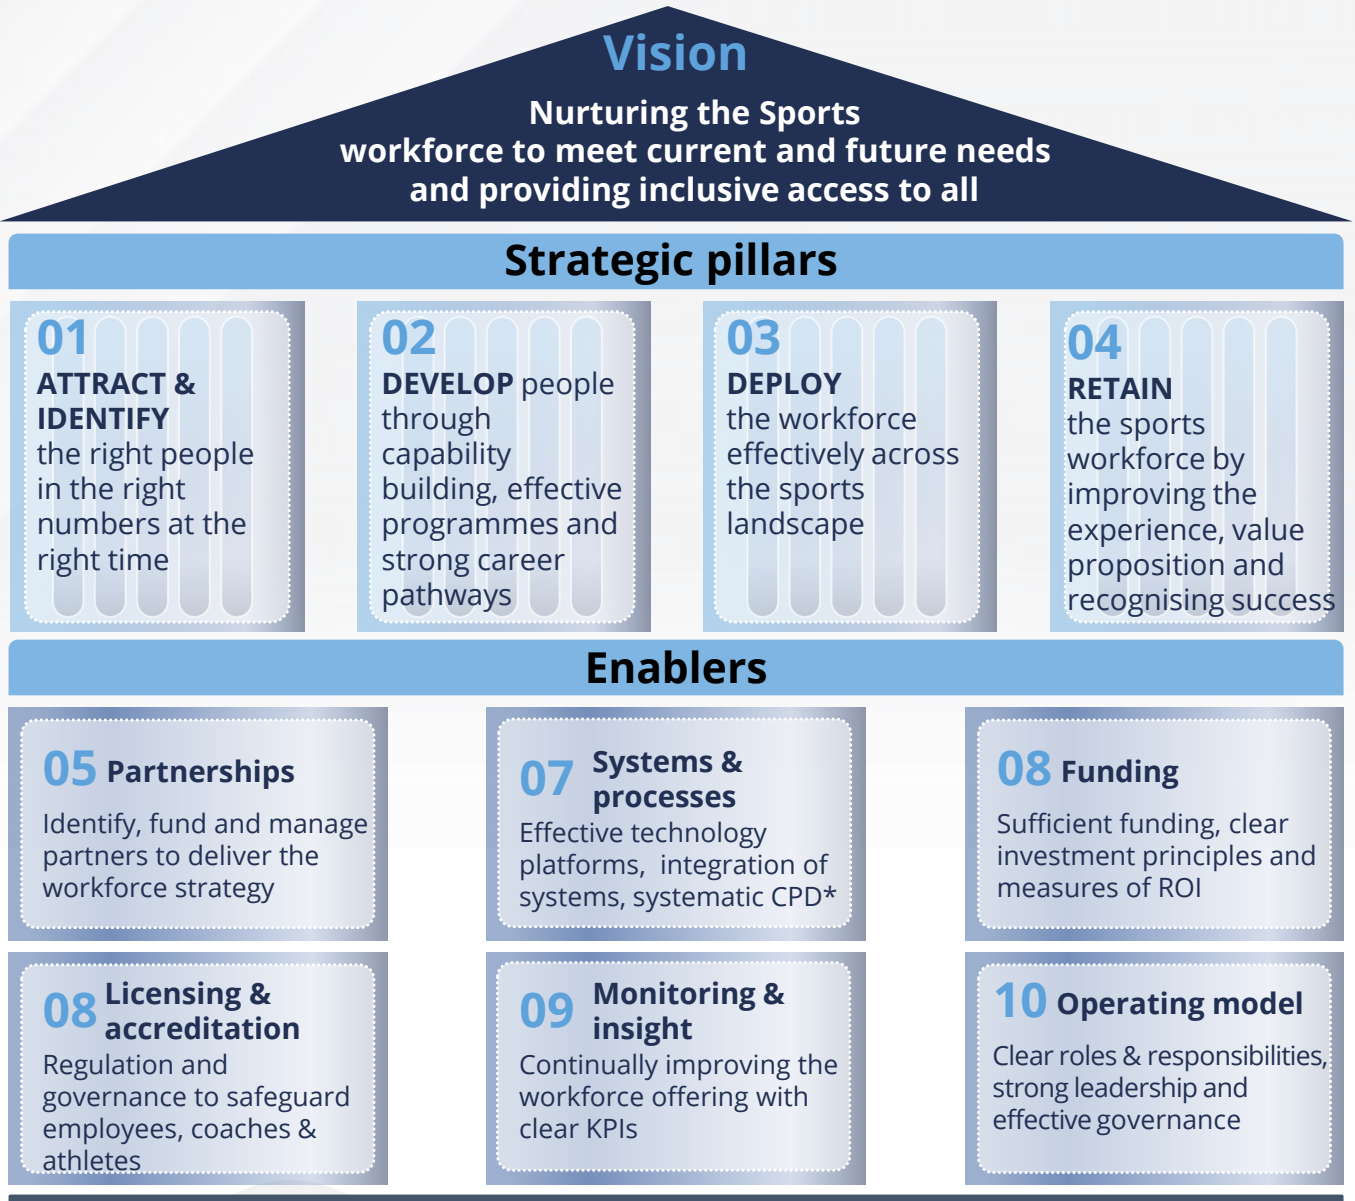 Vision
Nurturing the Sports
workforce to meet current and future needs
and providing inclusive access to all
Strategic pillars
01
ATTRACT &
IDENTIFY
the right people
in the right
numbers at the
right time
02
DEVELOP people
through
capability
building, effective
programmes and
strong career
pathways
03
DEPLOY
the workforce
effectively across
the sports
landscape
04
RETAIN
the sports
workforce by
improving the
experience, value
proposition and
recognising success
Enablers
05 Partnerships
Identify, fund and manage
partners to deliver the
workforce strategy
07 Systems &
processes
Effective technology
platforms, integration of
systems, systematic CPD*
08 Funding
Sufficient funding, clear
investment principles and
measures of ROI
08 Licensing &
accreditation
Regulation and
governance to safeguard
employees, coaches &
athletes
09 Monitoring &
insight
Continually improving the
workforce offering with
clear KPIs
10 Operating model
Clear roles & responsibilities,
strong leadership and
effective governance